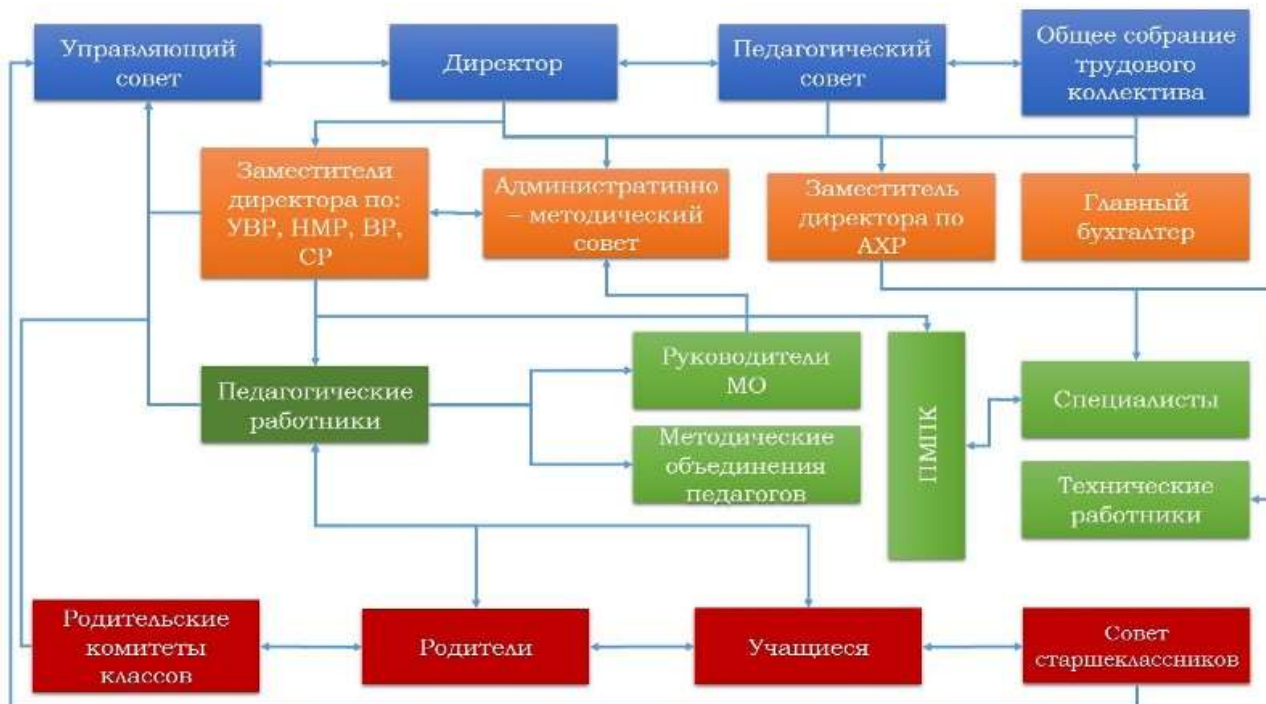 Управляющий
совет
Директор
Педагогический
совет
Общее собрание
трудового
коллектива
Заместители
директора по:
УВР, НМР, ВР,
СР
Административно
– методический
совет
Заместитель
директора по
АХР
Главный
бухгалтер
Педагогические
работники
Руководители
МО
Методические
объединения
педагогов
ПМПК
Специалисты
Технические
работники
Родительские
комитеты
классов
Родители
Учащиеся
Совет
старшеклассников